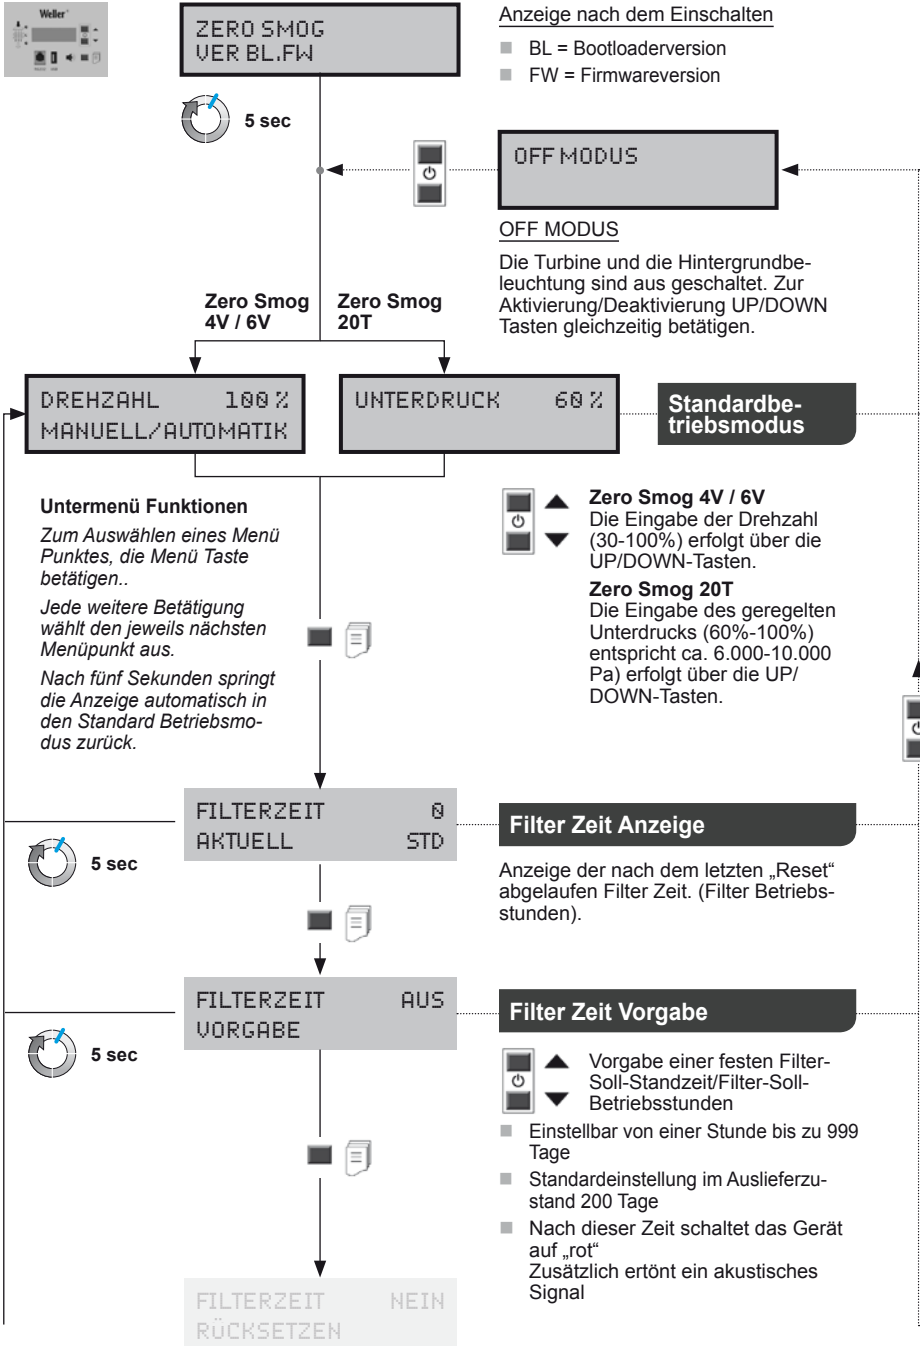 Weller
ZERO SMOG
VER BL.FW
Anzeige nach dem Einschalten
BL = Bootloaderversion
FW = Firmwareversion
5 sec
OFF MODUS
OFF MODUS
Die Turbine und die Hintergrundbe-
leuchtung sind aus geschaltet. Zur
Aktivierung/Deaktivierung UP/DOWN
Tasten gleichzeitig betätigen.
Zero Smog
4V / 6V
Zero Smog
20T
DREHZAHL 100 %
MANUELL/AUTOMATIK
UNTERDRUCK 60 %
Standardbe-
triebsmodus
Untermenü Funktionen
Zum Auswählen eines Menü
Punktes, die Menü Taste
betätigen..
Jede weitere Betätigung
wählt den jeweils nächsten
Menüpunkt aus.
Nach fünf Sekunden springt
die Anzeige automatisch in
den Standard Betriebsmo-
dus zurück.
Zero Smog 4V / 6V
Die Eingabe der Drehzahl
(30-100%) erfolgt über die
UP/DOWN-Tasten.
Zero Smog 20T
Die Eingabe des geregelten
Unterdrucks (60%-100%)
entspricht ca. 6.000-10.000
Pa) erfolgt über die UP/
DOWN-Tasten.
FILTERZEIT 0
AKTUELL STD
5 sec
Filter Zeit Anzeige
Anzeige der nach dem letzten „Reset“
abgelaufen Filter Zeit. (Filter Betriebs-
stunden).
FILTERZEIT AUS
VORGABE
5 sec
Filter Zeit Vorgabe
Vorgabe einer festen Filter-
Soll-Standzeit/Filter-Soll-
Betriebsstunden
Einstellbar von einer Stunde bis zu 999
Tage
Standardeinstellung im Auslieferzu-
stand 200 Tage
Nach dieser Zeit schaltet das Gerät
auf „rot“
Zusätzlich ertönt ein akustisches
Signal
FILTERZEIT NEIN
RÜCKSETZEN